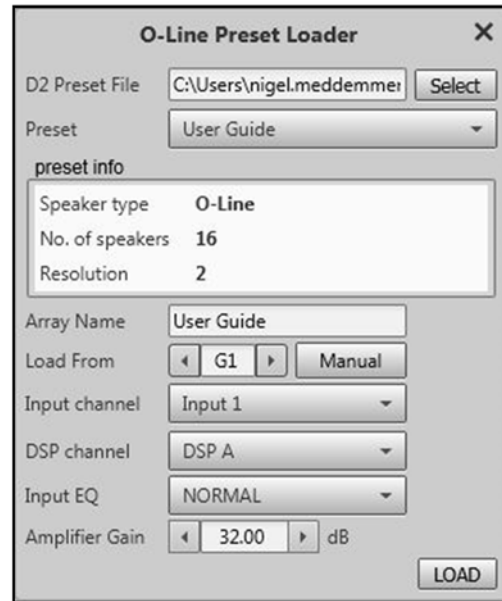 O-Line Preset Loader
D2 Preset File C:\Users\nigel.meddemmer Select
Preset User Guide
preset info
Speaker type O-Line
No. of speakers 16
Resolution 2
Array Name User Guide
Load From G1 Manual
Input channel Input 1
DSP channel DSP A
Input EQ NORMAL
Amplifier Gain 32.00 dB
LOAD